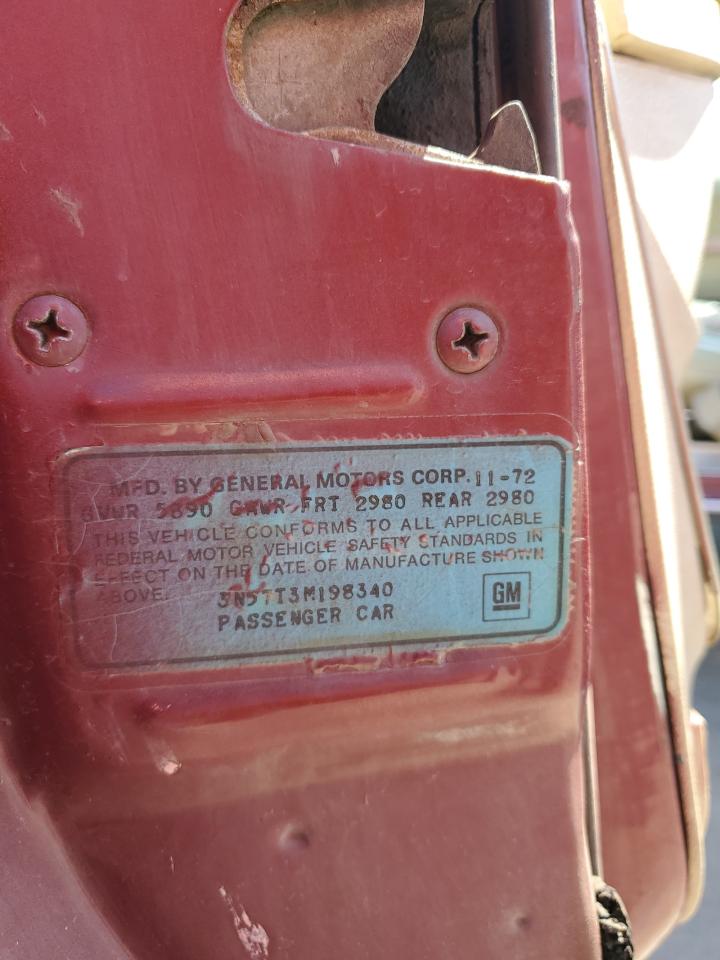 MFD. BY GENERAL MOTORS CORP. 11-72
GVWR 5890 GAWR FRT 2980 REAR 2980
THIS VEHICLE CONFORMS TO ALL APPLICABLE
FEDERAL MOTOR VEHICLE SAFETY STANDARDS IN
EFFECT ON THE DATE OF MANUFACTURE SHOWN
ABOVE. 3N57T3M198340
PASSENGER CAR
GM